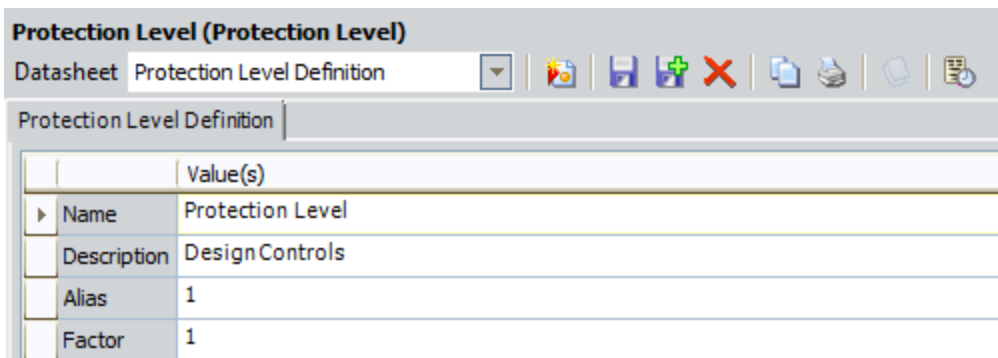 Protection Level (Protection Level)
Datasheet Protection Level Definition
Protection Level Definition
Value(s)
Name Protection Level
Description Design Controls
Alias 1
Factor 1